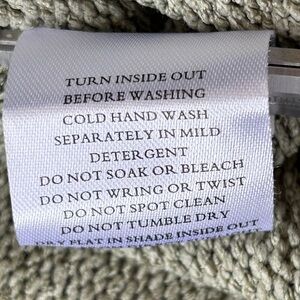 TURN INSIDE OUT
BEFORE WASHING
COLD HAND WASH
SEPARATELY IN MILD
DETERGENT
DO NOT SOAK OR BLEACH
DO NOT WRING OR TWIST
DO NOT SPOT CLEAN
DO NOT TUMBLE DRY
DRY FLAT IN SHADE INSIDE OUT